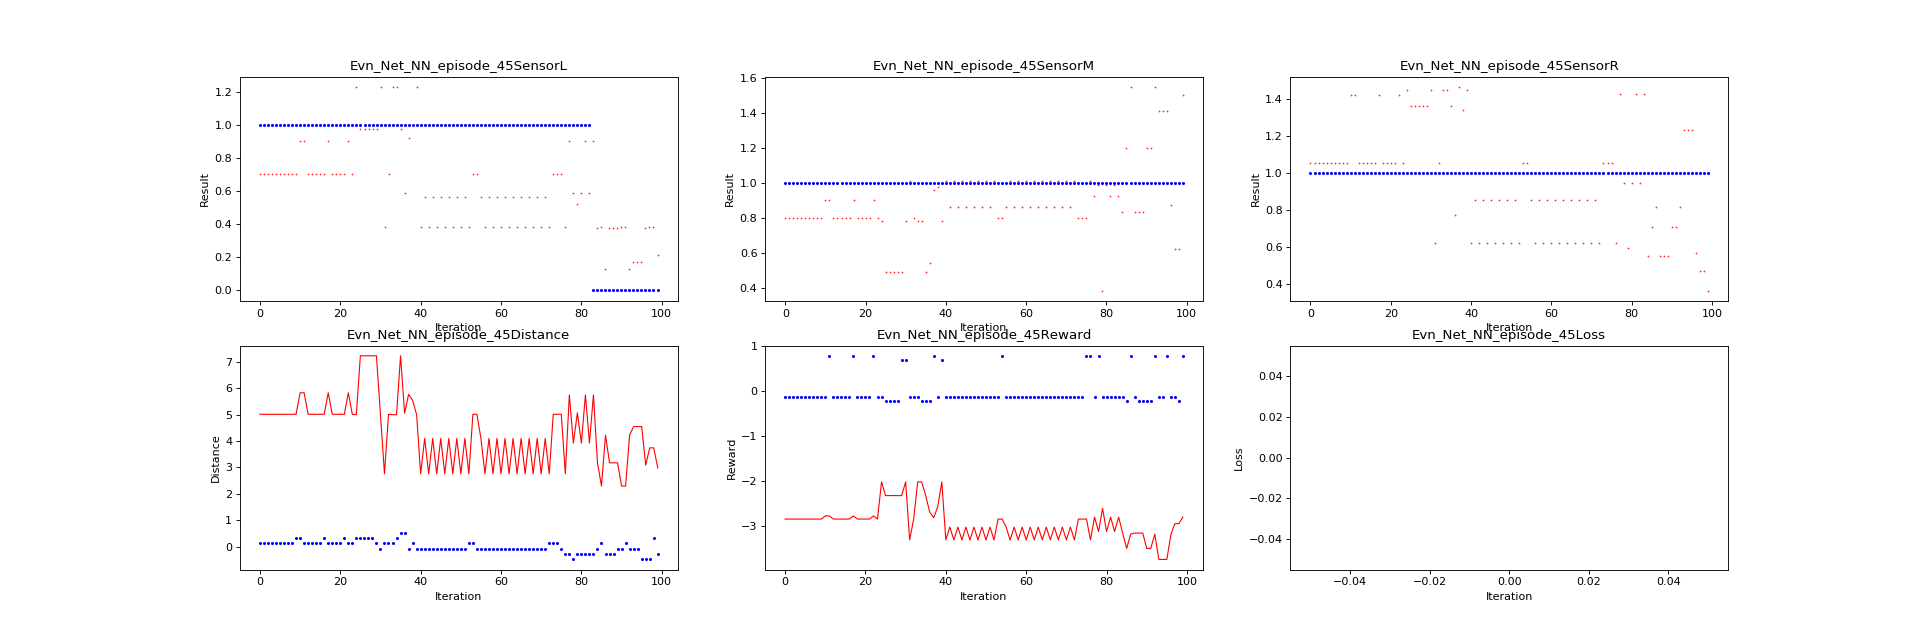 Evn_Net_NN_episode_45SensorL
Evn_Net_NN_episode_45SensorM
Evn_Net_NN_episode_45SensorR
Result
1.2
1.0
0.8
0.6
0.4
0.2
0.0
0 20 40 60 80 100
Iteration
Result
1.6
1.4
1.2
1.0
0.8
0.6
0.4
0 20 40 60 80 100
Iteration
Result
1.4
1.2
1.0
0.8
0.6
0.4
0 20 40 60 80 100
Iteration
Evn_Net_NN_episode_45Distance
Evn_Net_NN_episode_45Reward
Evn_Net_NN_episode_45Loss
Distance
7
6
5
4
3
2
1
0
0 20 40 60 80 100
Iteration
Reward
1
0
−1
−2
−3
0 20 40 60 80 100
Iteration
Loss
0.04
0.02
0.00
−0.02
−0.04
−0.04 −0.02 0.00 0.02 0.04
Iteration